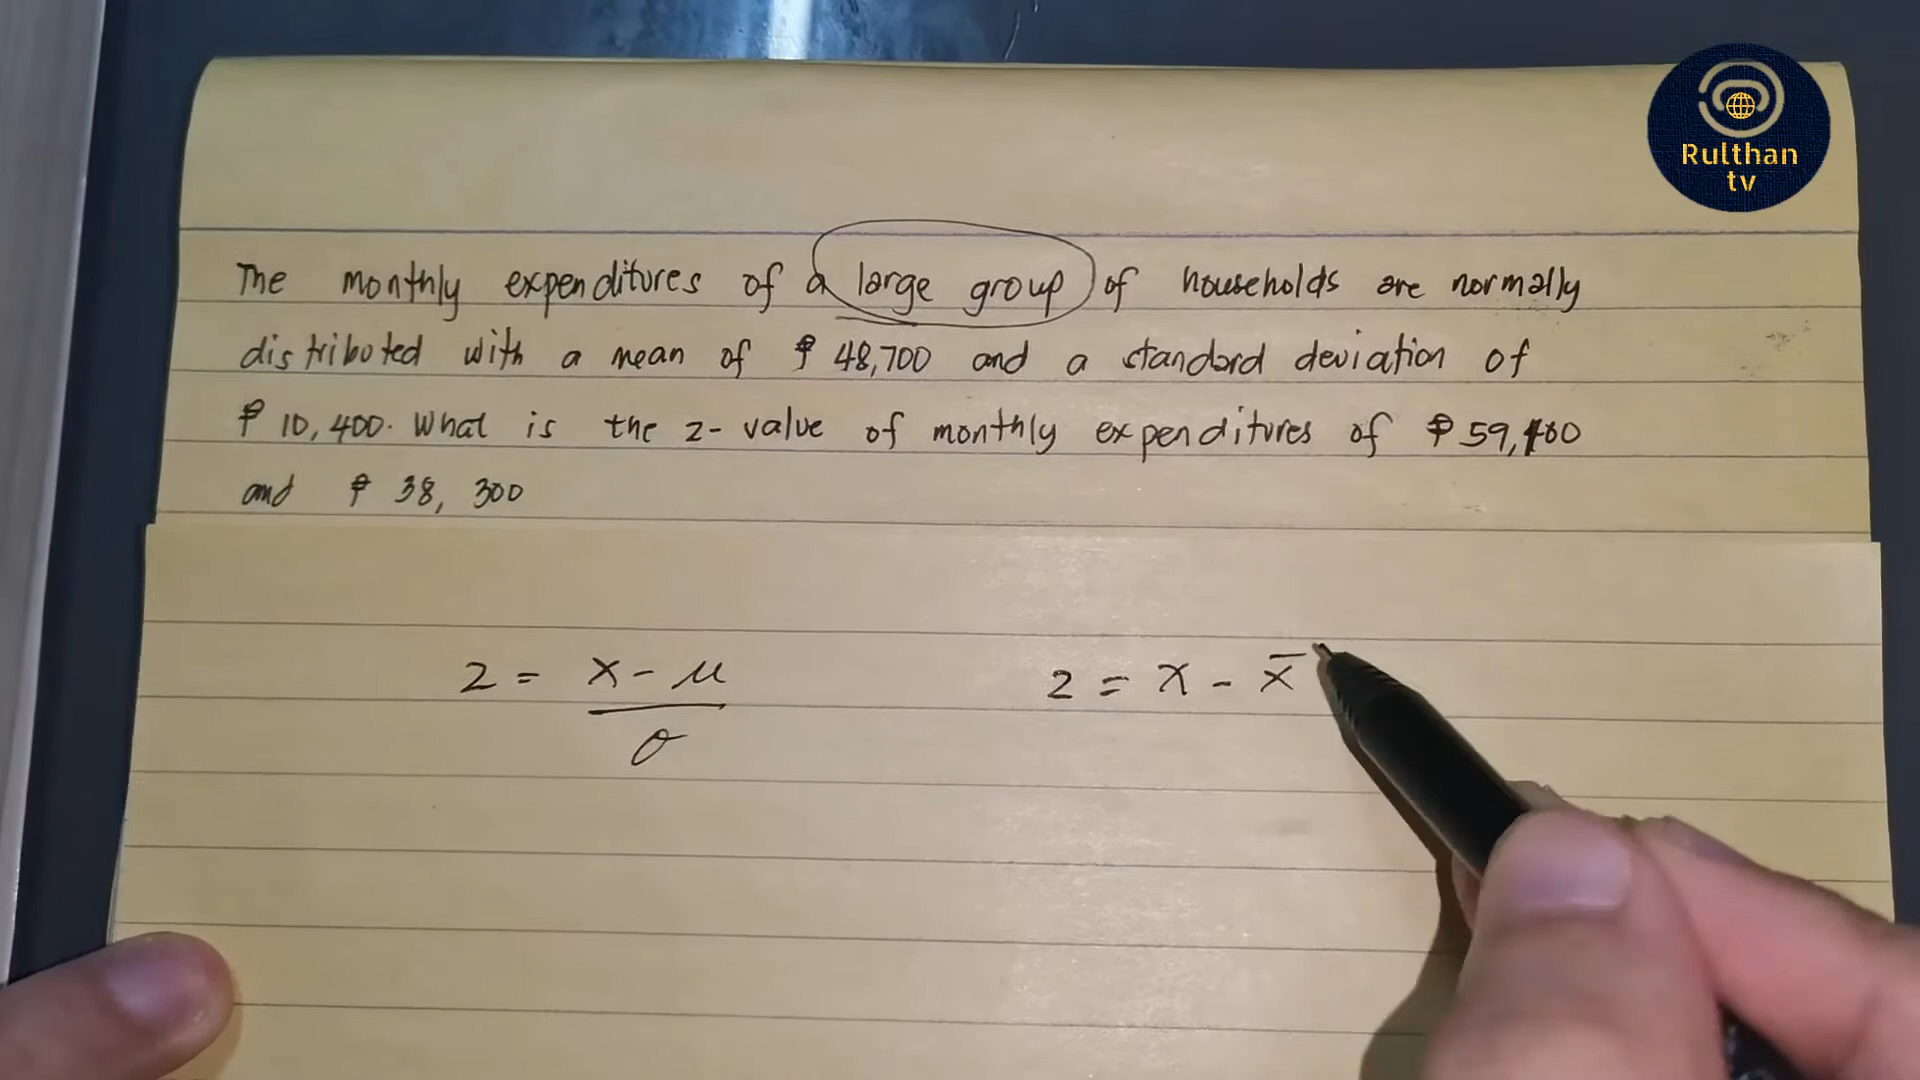 Rulthan
tv
The monthly expenditures of a large group of households are normally
distributed with a mean of ₱ 48,700 and a standard deviation of
₱ 10,400. What is the z-value of monthly expenditures of ₱ 59,100
and ₱ 38,300
z = x - μ
σ
z = x - x̄